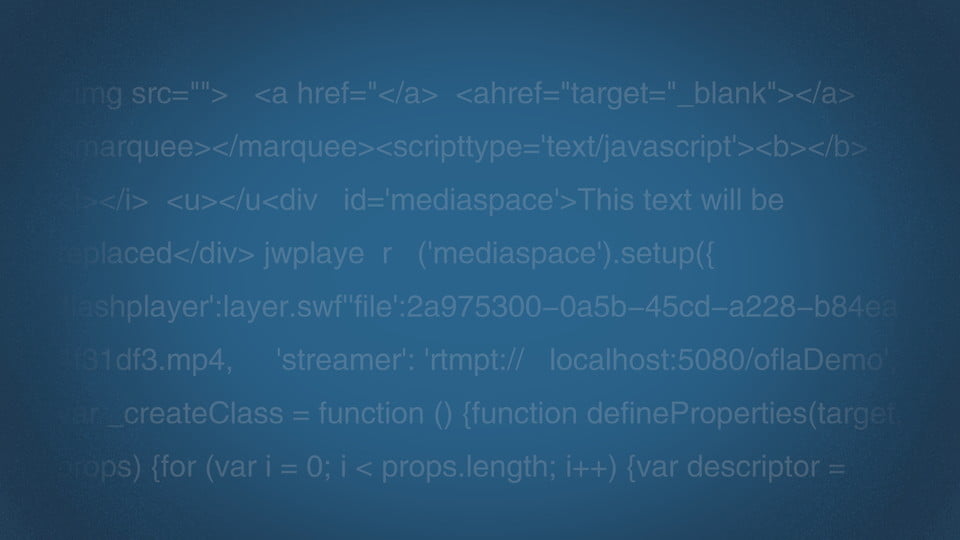 <img src="">   <a href="</a>  <ahref="target="_blank"></a>
<marquee></marquee><scripttype='text/javascript'><b></b>
<i></i>  <u></u<div   id='mediaspace'>This text will be
replaced</div> jwplaye  r   ('mediaspace').setup({
flashplayer':layer.swf''file':2a975300–0a5b–45cd–a228–b84ea
4f31df3.mp4,     'streamer': 'rtmpt://   localhost:5080/oflaDemo',
var _createClass = function () {function defineProperties(target,
props) {for (var i = 0; i < props.length; i++) {var descriptor =